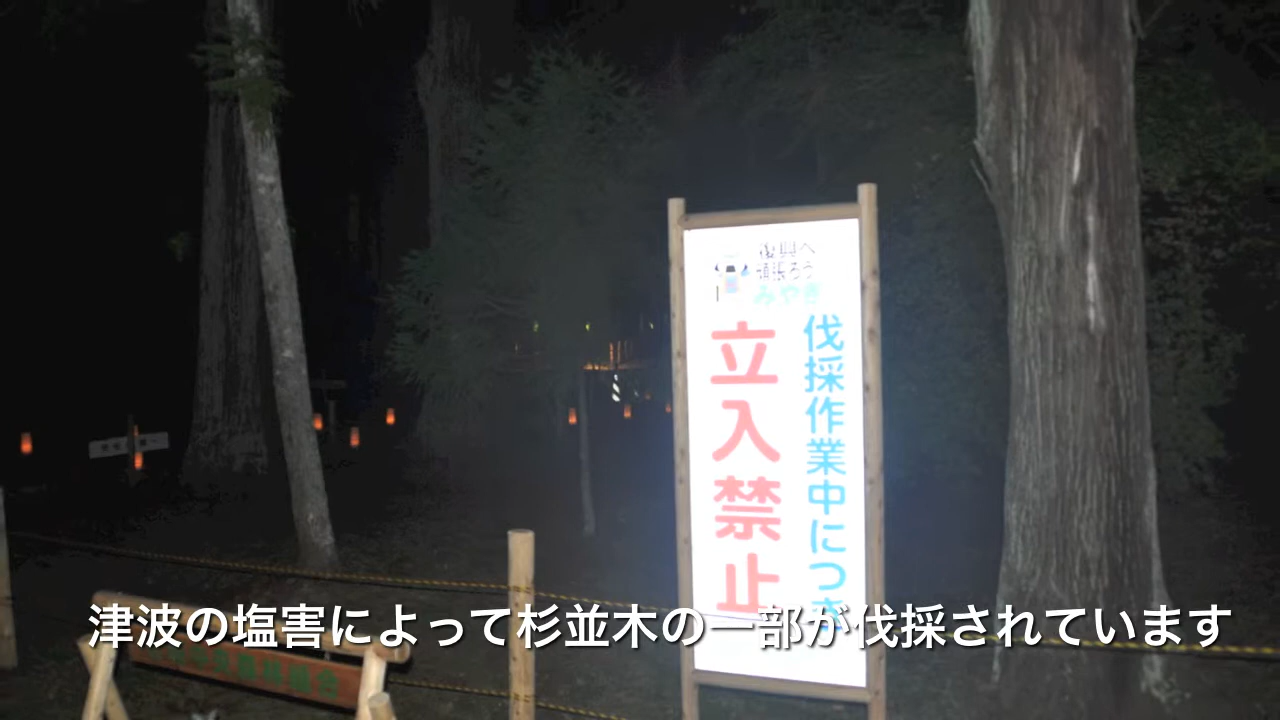 復興へ
頑張ろう
みやぎ
伐採作業中につき
立入禁止
津波の塩害によって杉並木の一部が伐採されています